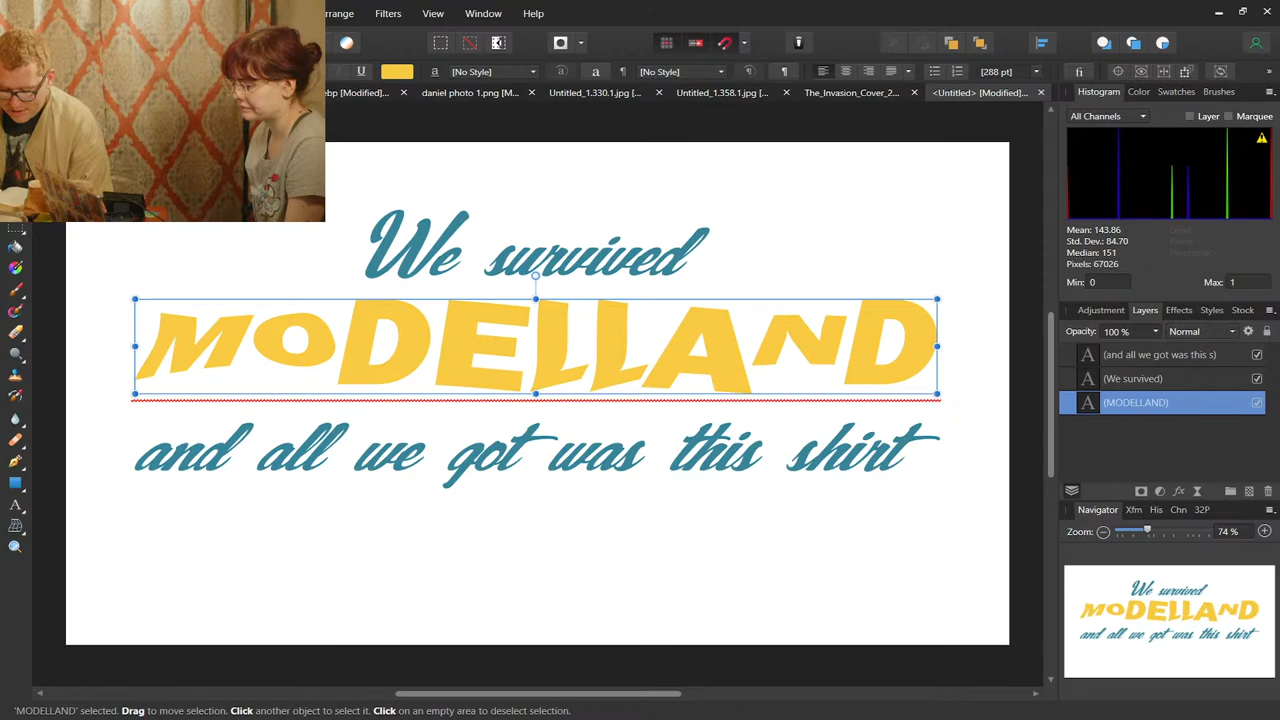 Filters View Window Help
[No Style] a [No Style] [288 pt]
[Modified]... daniel photo 1.png [M... Untitled_1.330.1.jpg [... Untitled_1.358.1.jpg [... The_Invasion_Cover_2... <Untitled> [Modified]...
Histogram Color Swatches Brushes
All Channels Layer Marquee
Mean: 143.86
Std. Dev.: 84.70
Median: 151
Pixels: 67026
Min: 0 Max: 1
Adjustment Layers Effects Styles Stock
Opacity: 100 % Normal
(and all we got was this s)
(We survived)
(MODELLAND)
We survived
MODELLAND
and all we got was this shirt
Navigator Xfm His Chn 32P
Zoom: 74 %
We survived
MODELLAND
and all we got was this shirt
'MODELLAND' selected. Drag to move selection. Click another object to select it. Click on an empty area to deselect selection.